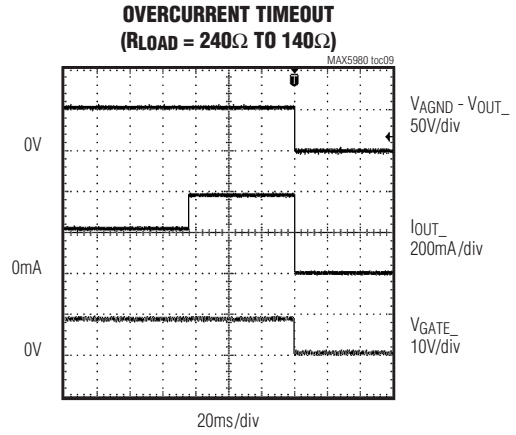 OVERCURRENT TIMEOUT
(RLOAD = 240Ω TO 140Ω)
MAX5980 toc09
VAGND - VOUT_
50V/div
0V
IOUT_
200mA/div
0mA
VGATE_
10V/div
0V
20ms/div